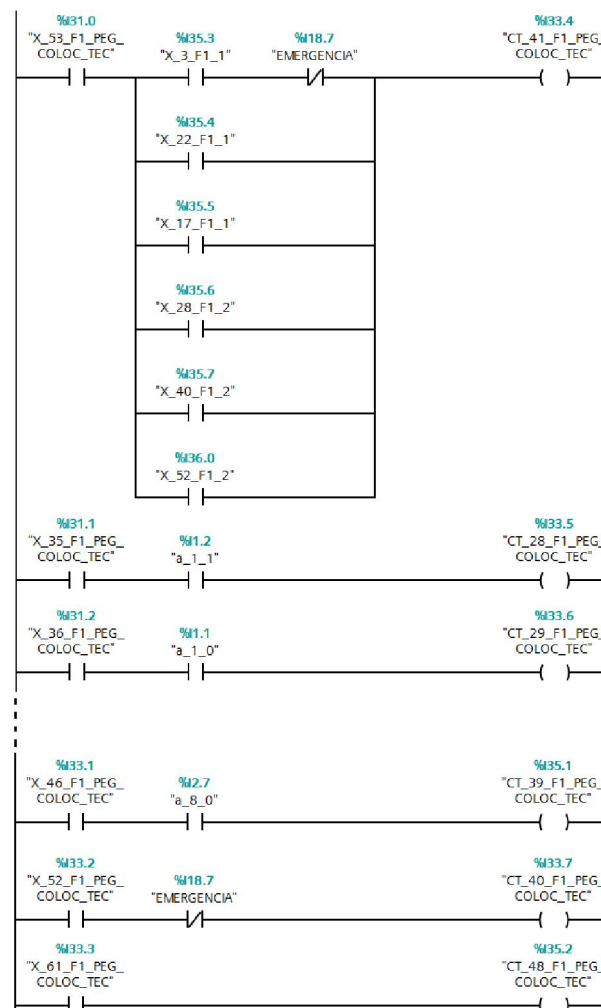 %I31.0
"X_53_F1_PEG_
COLOC_TEC"
%I35.3
"X_3_F1_1"
%I18.7
"EMERGENCIA"
%I33.4
"CT_41_F1_PEG_
COLOC_TEC"
%I35.4
"X_22_F1_1"
%I35.5
"X_17_F1_1"
%I35.6
"X_28_F1_2"
%I35.7
"X_40_F1_2"
%I36.0
"X_52_F1_2"
%I31.1
"X_35_F1_PEG_
COLOC_TEC"
%I1.2
"a_1_1"
%I33.5
"CT_28_F1_PEG_
COLOC_TEC"
%I31.2
"X_36_F1_PEG_
COLOC_TEC"
%I1.1
"a_1_0"
%I33.6
"CT_29_F1_PEG_
COLOC_TEC"
%I33.1
"X_46_F1_PEG_
COLOC_TEC"
%I2.7
"a_8_0"
%I35.1
"CT_39_F1_PEG_
COLOC_TEC"
%I33.2
"X_52_F1_PEG_
COLOC_TEC"
%I18.7
"EMERGENCIA"
%I33.7
"CT_40_F1_PEG_
COLOC_TEC"
%I33.3
"X_61_F1_PEG_
COLOC_TEC"
%I35.2
"CT_48_F1_PEG_
COLOC_TEC"